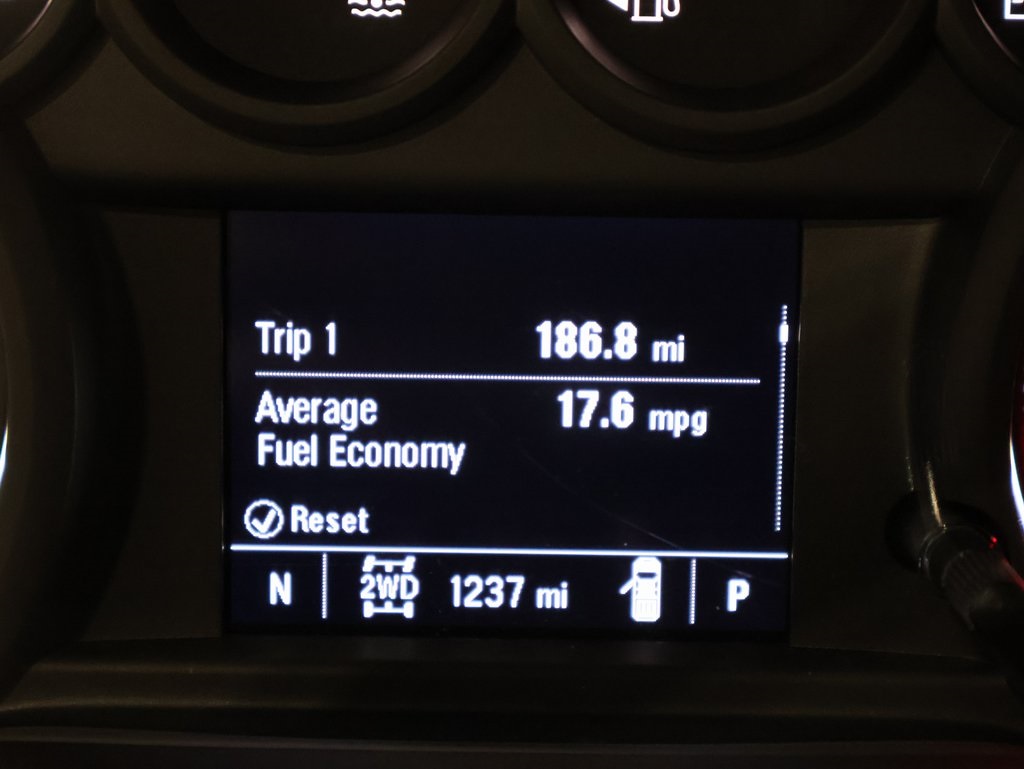 Trip 1 186.8 mi
Average 17.6 mpg
Fuel Economy
Reset
N 2WD 1237 mi P